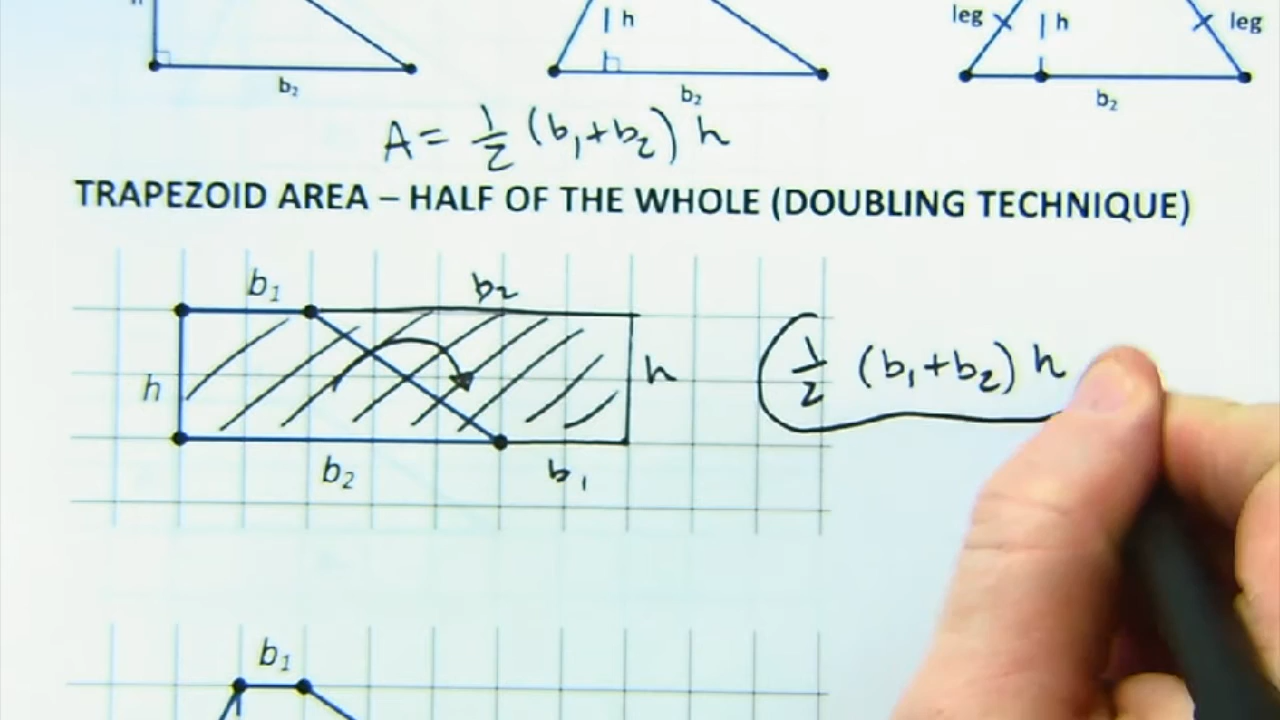 h
leg h leg
b₂ b₂ b₂
A = ½ (b₁+b₂) h
TRAPEZOID AREA – HALF OF THE WHOLE (DOUBLING TECHNIQUE)
b₁ b₂
h h ½ (b₁+b₂) h
b₂ b₁
b₁